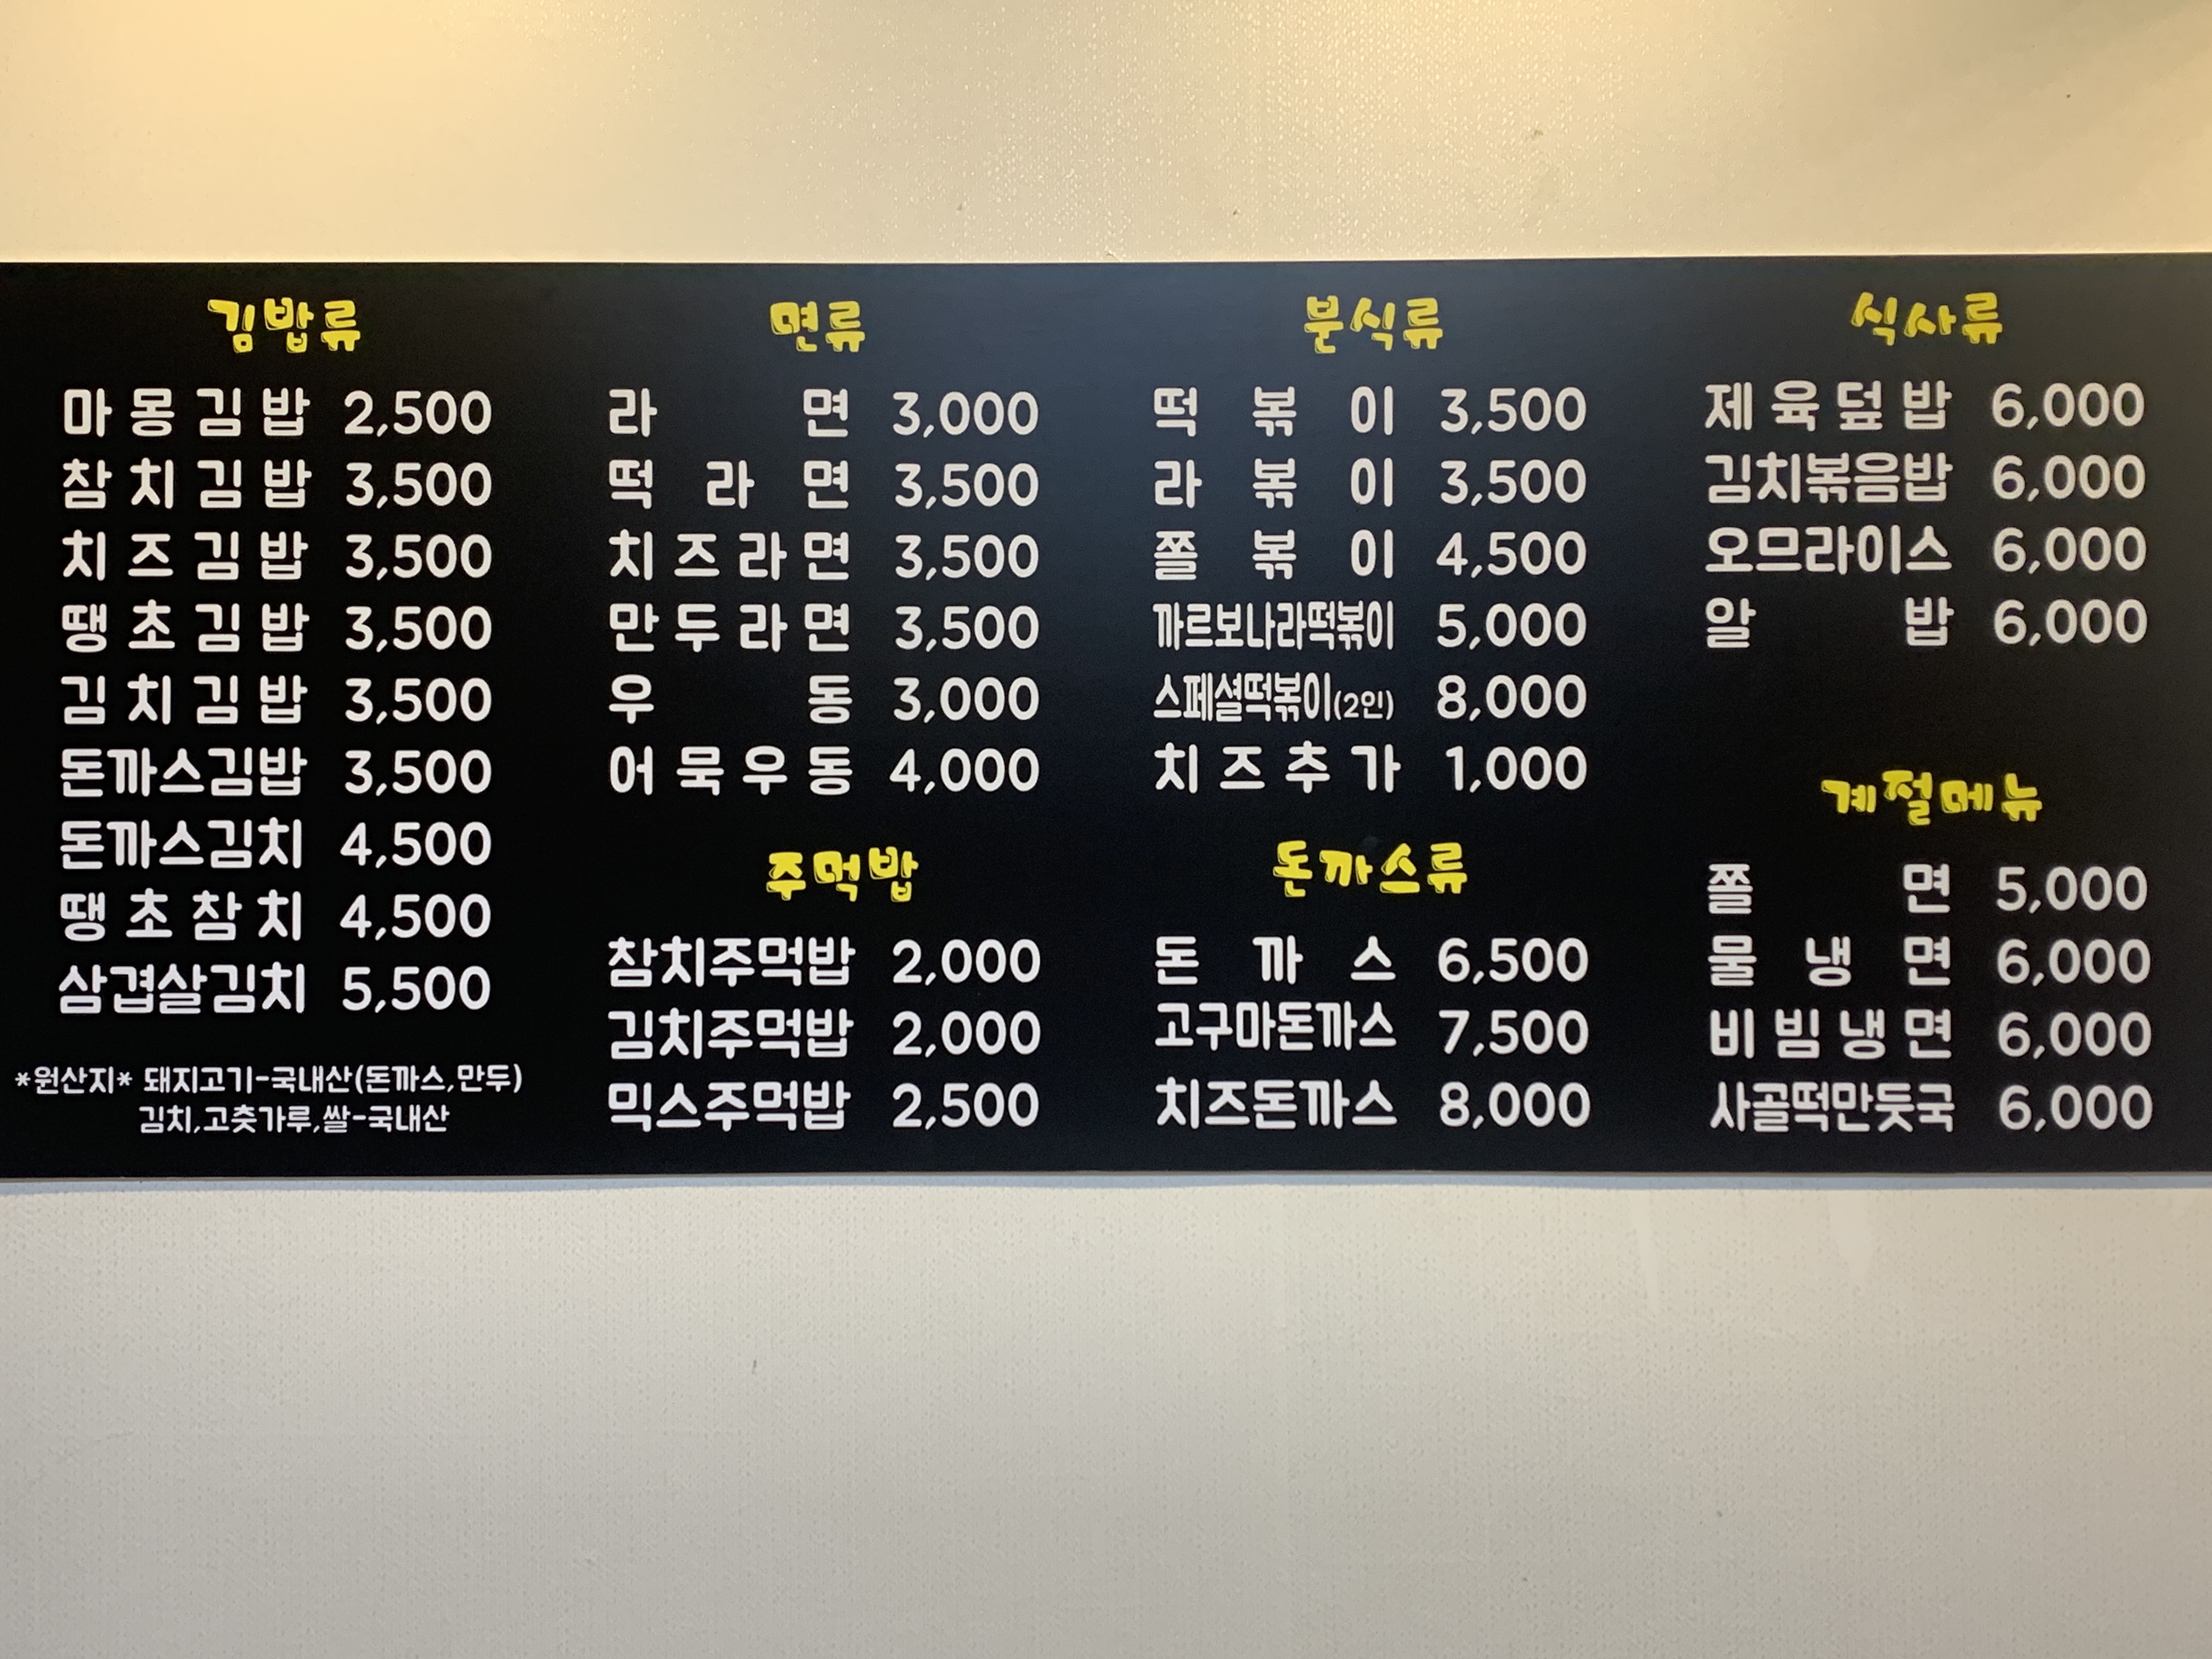 김밥류
마몽김밥 2,500
참치김밥 3,500
치즈김밥 3,500
땡초김밥 3,500
김치김밥 3,500
돈까스김밥 3,500
돈까스김치 4,500
땡초참치 4,500
삼겹살김치 5,500
*원산지* 돼지고기-국내산(돈까스,만두)
김치,고춧가루,쌀-국내산
면류
라면 3,000
떡라면 3,500
치즈라면 3,500
만두라면 3,500
우동 3,000
어묵우동 4,000
주먹밥
참치주먹밥 2,000
김치주먹밥 2,000
믹스주먹밥 2,500
분식류
떡볶이 3,500
라볶이 3,500
쫄볶이 4,500
까르보나라떡볶이 5,000
스페셜떡볶이(2인) 8,000
치즈추가 1,000
돈까스류
돈까스 6,500
고구마돈까스 7,500
치즈돈까스 8,000
식사류
제육덮밥 6,000
김치볶음밥 6,000
오므라이스 6,000
알밥 6,000
계절메뉴
쫄면 5,000
물냉면 6,000
비빔냉면 6,000
사골떡만둣국 6,000